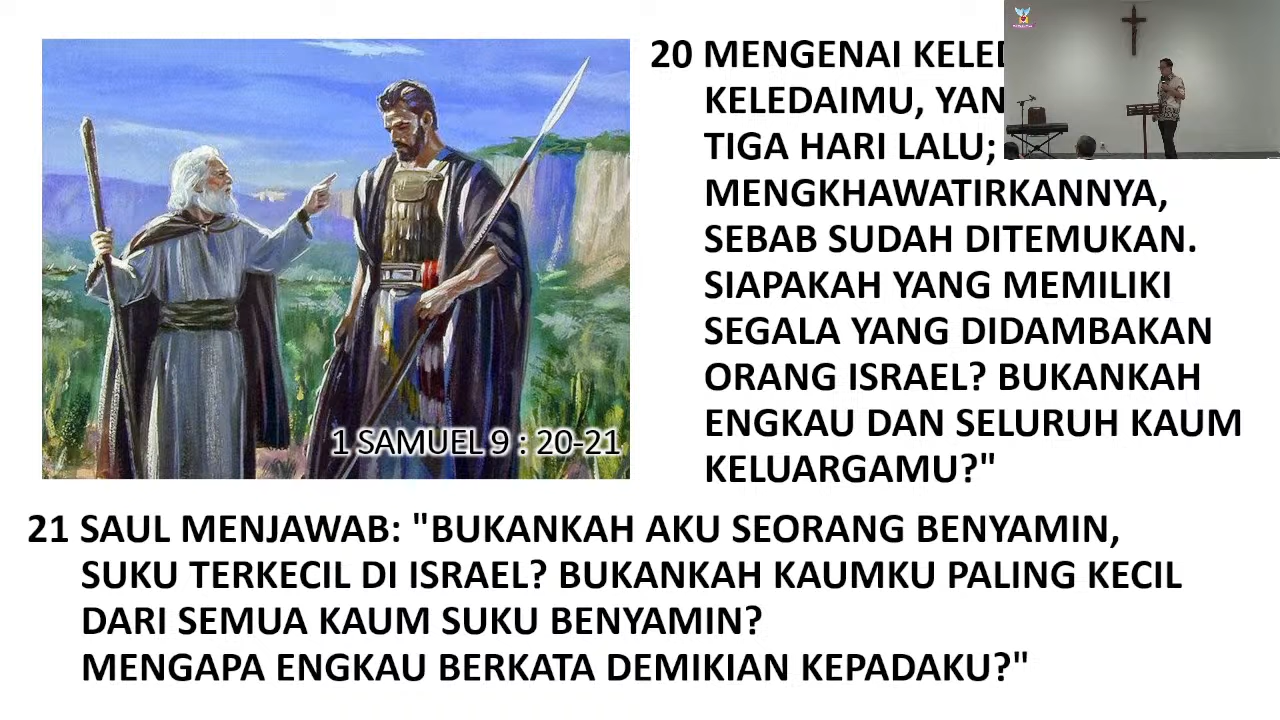 20 MENGENAI
KELEDAIMU,
TIGA HARI LALU;
MENGKHAWATIRKANNYA,
SEBAB SUDAH DITEMUKAN.
SIAPAKAH YANG MEMILIKI
SEGALA YANG DIDAMBAKAN
ORANG ISRAEL? BUKANKAH
ENGKAU DAN SELURUH KAUM
KELUARGAMU?"
1 SAMUEL 9 : 20-21
21 SAUL MENJAWAB: "BUKANKAH AKU SEORANG BENYAMIN,
SUKU TERKECIL DI ISRAEL? BUKANKAH KAUMKU PALING KECIL
DARI SEMUA KAUM SUKU BENYAMIN?
MENGAPA ENGKAU BERKATA DEMIKIAN KEPADAKU?"